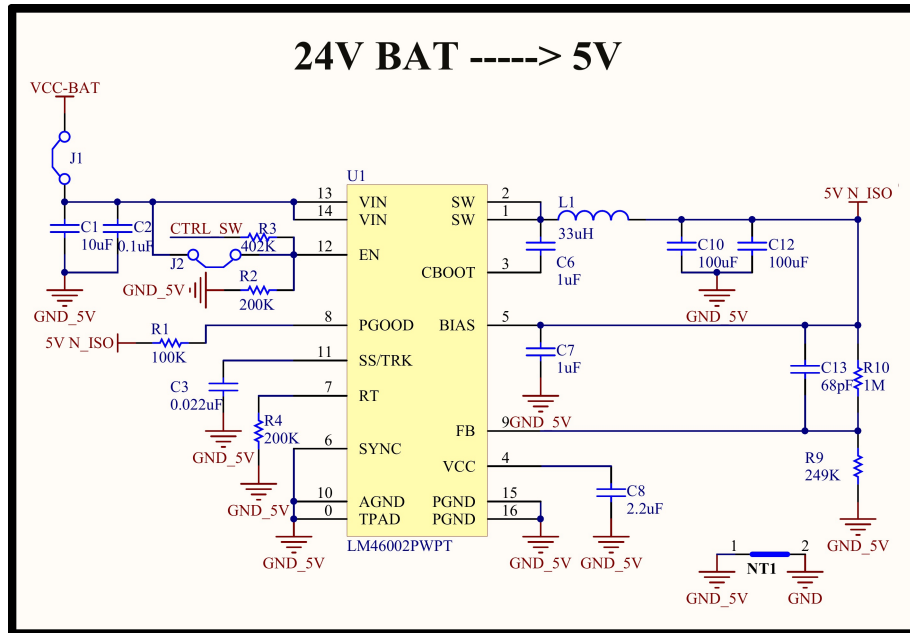 24V BAT -----> 5V
VCC-BAT
J1
C1
10uF
C2
0.1uF
CTRL_SW
R3
402K
J2
R2
200K
GND_5V
GND_5V
5V N_ISO
R1
100K
C3
0.022uF
GND_5V
R4
200K
GND_5V
GND_5V
U1
13 VIN
14 VIN
12 EN
8 PGOOD
11 SS/TRK
7 RT
6 SYNC
10 AGND
0 TPAD
SW 2
SW 1
CBOOT 3
BIAS 5
FB 9
VCC 4
PGND 15
PGND 16
LM46002PWPT
L1
33uH
C6
1uF
C10
100uF
C12
100uF
GND_5V
5V N_ISO
C7
1uF
GND_5V
C13
68pF
R10
1M
R9
249K
GND_5V
C8
2.2uF
GND_5V
GND_5V
1 2
NT1
GND_5V
GND